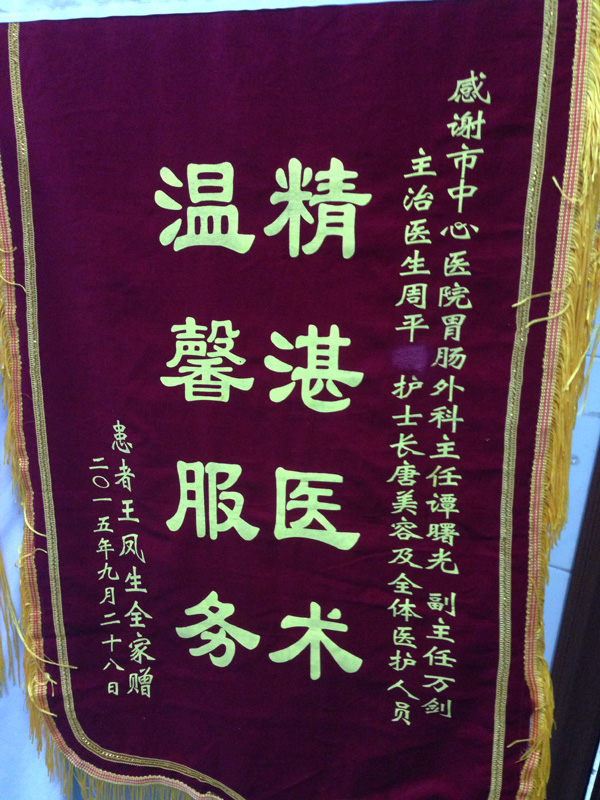 感谢市中心医院胃肠外科主任谭曙光 副主任万剑
主治医生周平 护士长唐美容及全体医护人员
精湛医术
温馨服务
患者王凤生全家赠
二〇一五年九月二十八日